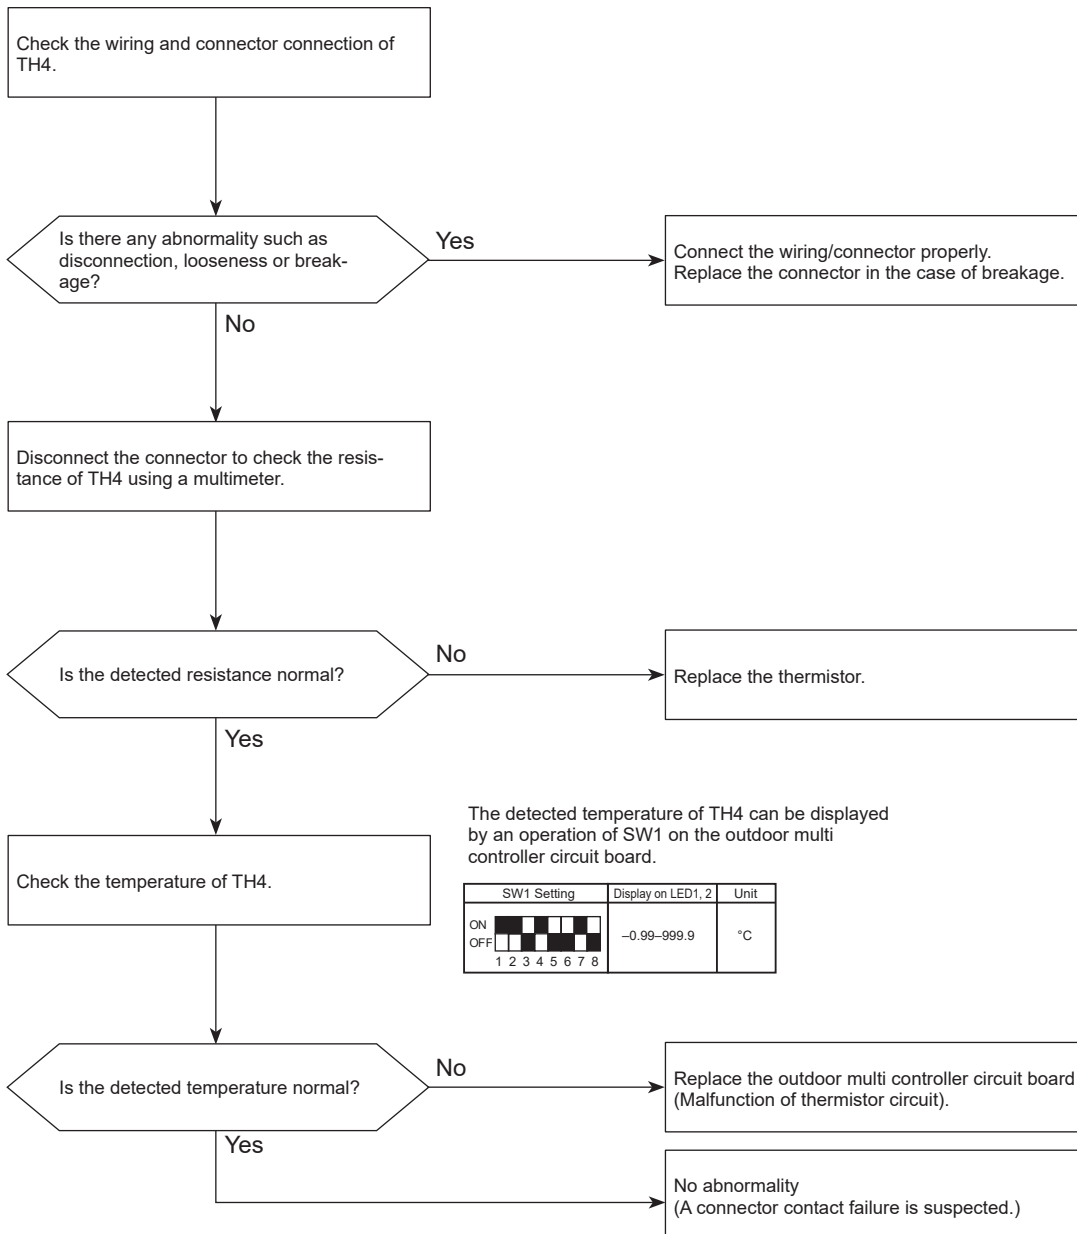 Check the wiring and connector connection of
TH4.
Is there any abnormality such as
disconnection, looseness or break-
age?
Yes
Connect the wiring/connector properly.
Replace the connector in the case of breakage.
No
Disconnect the connector to check the resis-
tance of TH4 using a multimeter.
Is the detected resistance normal?
No
Replace the thermistor.
Yes
The detected temperature of TH4 can be displayed
by an operation of SW1 on the outdoor multi
controller circuit board.
Check the temperature of TH4.
SW1 Setting
Display on LED1, 2
Unit
ON
OFF
1 2 3 4 5 6 7 8
–0.99–999.9
°C
Is the detected temperature normal?
No
Replace the outdoor multi controller circuit board
(Malfunction of thermistor circuit).
Yes
No abnormality
(A connector contact failure is suspected.)